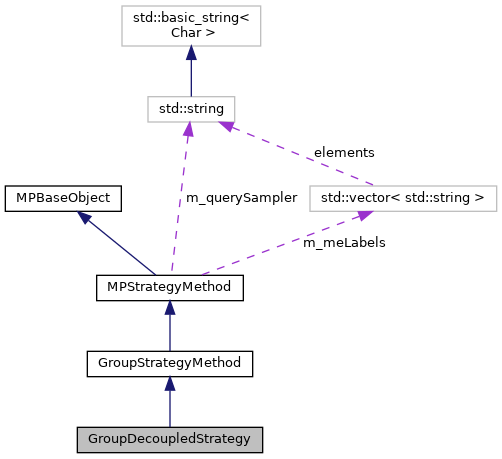 std::basic_string<
Char >
std::string
elements
MPBaseObject
m_querySampler
std::vector< std::string >
m_meLabels
MPStrategyMethod
GroupStrategyMethod
GroupDecoupledStrategy